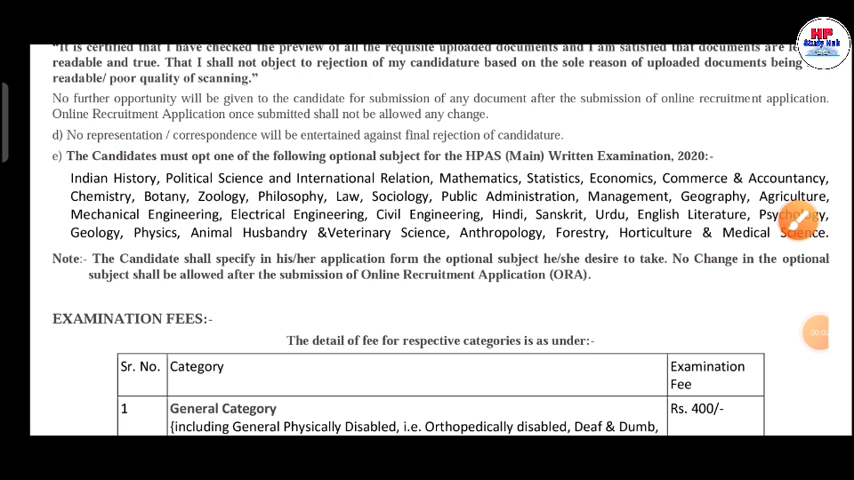 HP
Study Hub
"It is certified that I have checked the preview of all the requisite uploaded documents and I am satisfied that documents are
readable and true. That I shall not object to rejection of my candidature based on the sole reason of uploaded documents being
readable/ poor quality of scanning."
No further opportunity will be given to the candidate for submission of any document after the submission of online recruitment application.
Online Recruitment Application once submitted shall not be allowed any change.
d) No representation / correspondence will be entertained against final rejection of candidature.
e) The Candidates must opt one of the following optional subject for the HPAS (Main) Written Examination, 2020:-
Indian History, Political Science and International Relation, Mathematics, Statistics, Economics, Commerce & Accountancy,
Chemistry, Botany, Zoology, Philosophy, Law, Sociology, Public Administration, Management, Geography, Agriculture,
Mechanical Engineering, Electrical Engineering, Civil Engineering, Hindi, Sanskrit, Urdu, English Literature, Psychology,
Geology, Physics, Animal Husbandry &Veterinary Science, Anthropology, Forestry, Horticulture & Medical Science.
Note:- The Candidate shall specify in his/her application form the optional subject he/she desire to take. No Change in the optional
subject shall be allowed after the submission of Online Recruitment Application (ORA).
EXAMINATION FEES:-
The detail of fee for respective categories is as under:-
Sr. No. Category Examination
Fee
1 General Category Rs. 400/-
{including General Physically Disabled, i.e. Orthopedically disabled, Deaf & Dumb,